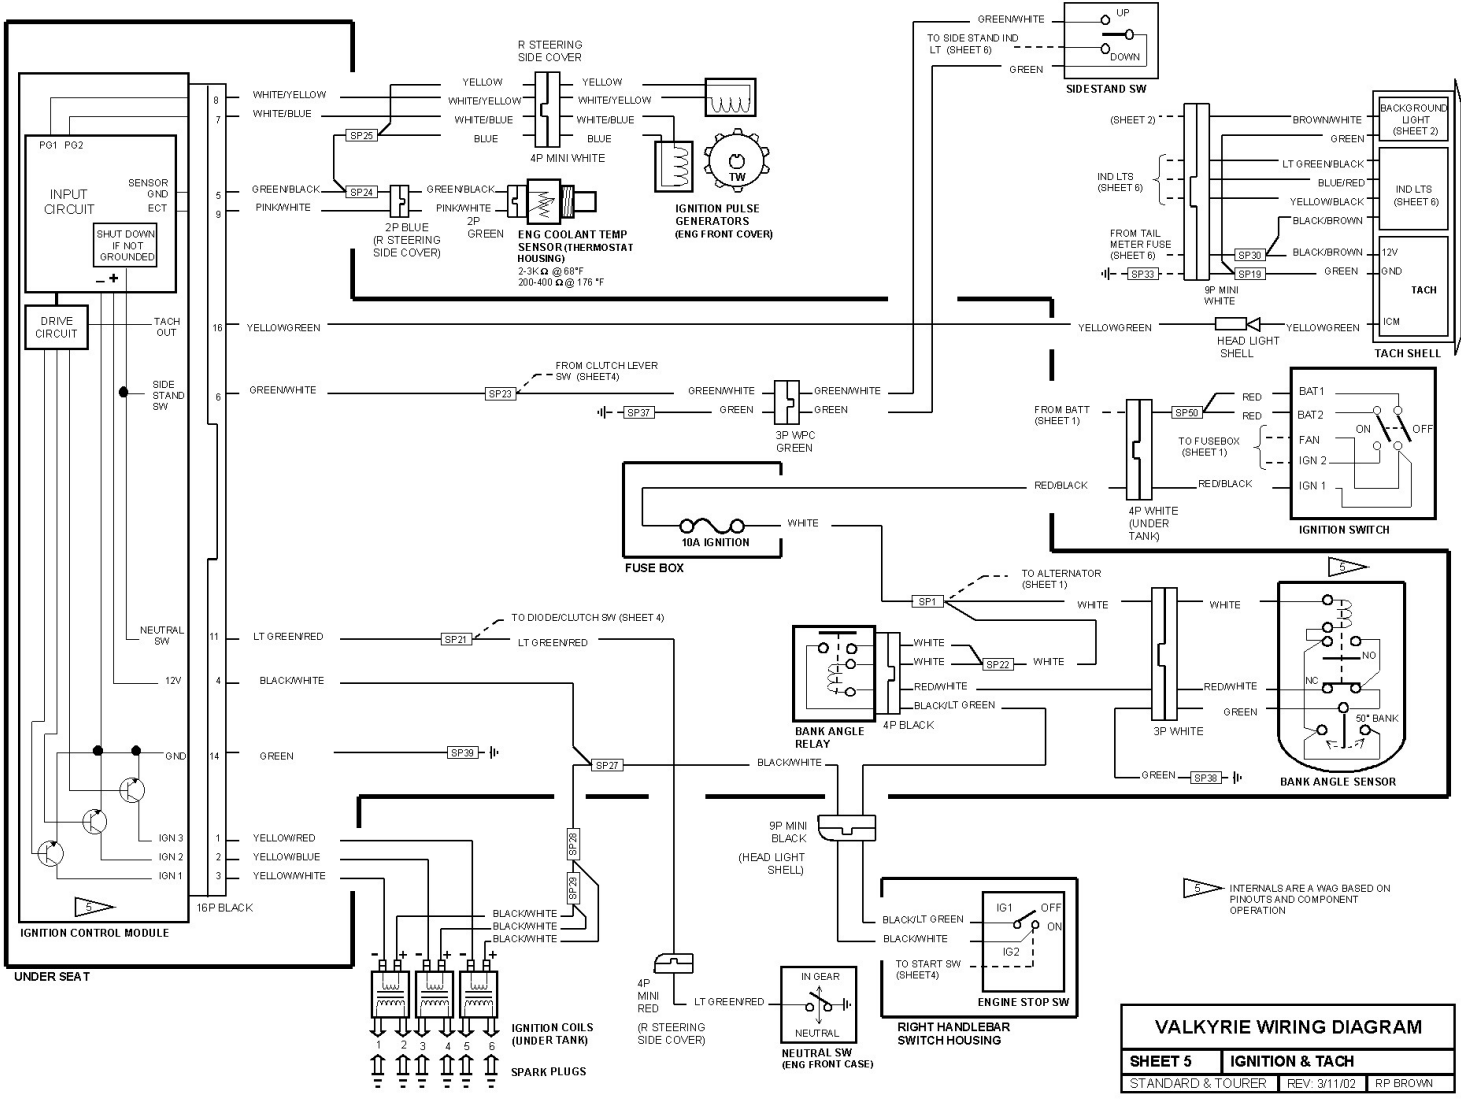 R STEERING
SIDE COVER
GREEN/WHITE
UP
TO SIDE STAND IND
LT (SHEET 6)
DOWN
GREEN
SIDESTAND SW
8
WHITE/YELLOW
7
WHITE/BLUE
YELLOW
YELLOW
WHITE/YELLOW
WHITE/YELLOW
WHITE/BLUE
WHITE/BLUE
SP25
BLUE
BLUE
4P MINI WHITE
TW
(SHEET 2)
BROWN/WHITE
BACKGROUND
LIGHT
(SHEET 2)
GREEN
PG1 PG2
INPUT
CIRCUIT
SENSOR
GND
ECT
5
GREEN/BLACK
SP24
GREEN/BLACK
9
PINK/WHITE
PINK/WHITE
2P BLUE
(R STEERING
SIDE COVER)
2P
GREEN
ENG COOLANT TEMP
SENSOR (THERMOSTAT
HOUSING)
2-3K Ω @ 68°F
200-400 Ω @ 176 °F
IGNITION PULSE
GENERATORS
(ENG FRONT COVER)
IND LTS
(SHEET 6)
LT GREEN/BLACK
BLUE/RED
YELLOW/BLACK
BLACK/BROWN
IND LTS
(SHEET 6)
FROM TAIL
METER FUSE
(SHEET 6)
SP30
BLACK/BROWN
12V
SP33
SP19
GREEN
GND
TACH
9P MINI
WHITE
SHUT DOWN
IF NOT
GROUNDED
– +
DRIVE
CIRCUIT
TACH
OUT
16
YELLOWGREEN
YELLOWGREEN
YELLOWGREEN
ICM
HEAD LIGHT
SHELL
TACH SHELL
SIDE
STAND
SW
6
GREEN/WHITE
SP23
FROM CLUTCH LEVER
SW (SHEET4)
GREEN/WHITE
GREEN/WHITE
SP37
GREEN
GREEN
3P WPC
GREEN
FROM BATT
(SHEET 1)
SP50
RED
RED
BAT1
BAT2
TO FUSEBOX
(SHEET 1)
FAN
IGN 2
IGN 1
ON
OFF
RED/BLACK
RED/BLACK
4P WHITE
(UNDER
TANK)
IGNITION SWITCH
10A IGNITION
WHITE
FUSE BOX
TO ALTERNATOR
(SHEET 1)
SP1
WHITE
WHITE
5
NEUTRAL
SW
11
LT GREEN/RED
SP21
TO DIODE/CLUTCH SW (SHEET 4)
LT GREEN/RED
WHITE
WHITE
SP22
WHITE
RED/WHITE
RED/WHITE
BLACK/LT GREEN
4P BLACK
BANK ANGLE
RELAY
GREEN
3P WHITE
NO
NC
50° BANK
GREEN
SP38
BANK ANGLE SENSOR
12V
4
BLACK/WHITE
GND
14
GREEN
SP39
SP27
BLACK/WHITE
IGN 3
1
YELLOW/RED
IGN 2
2
YELLOW/BLUE
IGN 1
3
YELLOW/WHITE
5
16P BLACK
IGNITION CONTROL MODULE
UNDER SEAT
SP28
SP29
BLACK/WHITE
BLACK/WHITE
BLACK/WHITE
9P MINI
BLACK
(HEAD LIGHT
SHELL)
– + – + – +
1 2 3 4 5 6
IGNITION COILS
(UNDER TANK)
SPARK PLUGS
4P
MINI
RED
(R STEERING
SIDE COVER)
LT GREEN/RED
IN GEAR
NEUTRAL
NEUTRAL SW
(ENG FRONT CASE)
BLACK/LT GREEN
BLACK/WHITE
TO START SW
(SHEET4)
IG1
OFF
ON
IG2
ENGINE STOP SW
RIGHT HANDLEBAR
SWITCH HOUSING
5
INTERNALS ARE A WAG BASED ON
PINOUTS AND COMPONENT
OPERATION
VALKYRIE WIRING DIAGRAM
SHEET 5
IGNITION & TACH
STANDARD & TOURER
REV: 3/11/02
RP BROWN